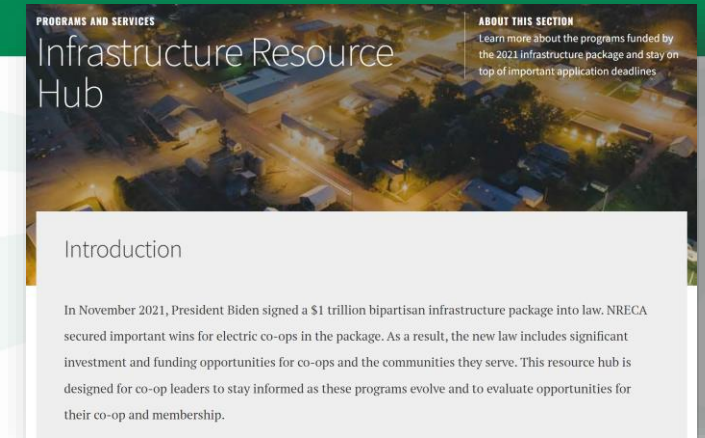 PROGRAMS AND SERVICES
Infrastructure Resource
Hub
ABOUT THIS SECTION
Learn more about the programs funded by
the 2021 infrastructure package and stay on
top of important application deadlines
Introduction
In November 2021, President Biden signed a $1 trillion bipartisan infrastructure package into law. NRECA
secured important wins for electric co-ops in the package. As a result, the new law includes significant
investment and funding opportunities for co-ops and the communities they serve. This resource hub is
designed for co-op leaders to stay informed as these programs evolve and to evaluate opportunities for
their co-op and membership.